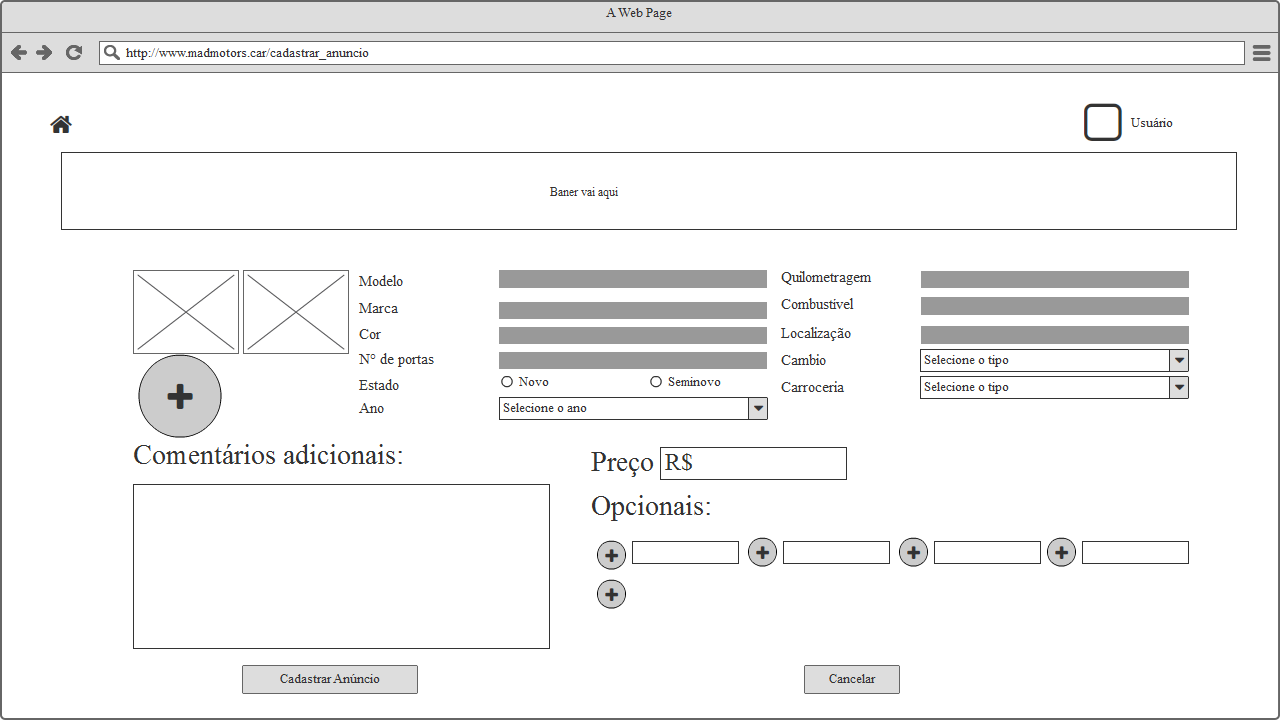 A Web Page
http://www.madmotors.car/cadastrar_anuncio
Usuário
Baner vai aqui
Modelo
Marca
Cor
N° de portas
Estado
Novo
Seminovo
Ano
Selecione o ano
Quilometragem
Combustivel
Localização
Cambio
Selecione o tipo
Carroceria
Selecione o tipo
Comentários adicionais:
Preço R$
Opcionais:
Cadastrar Anúncio
Cancelar